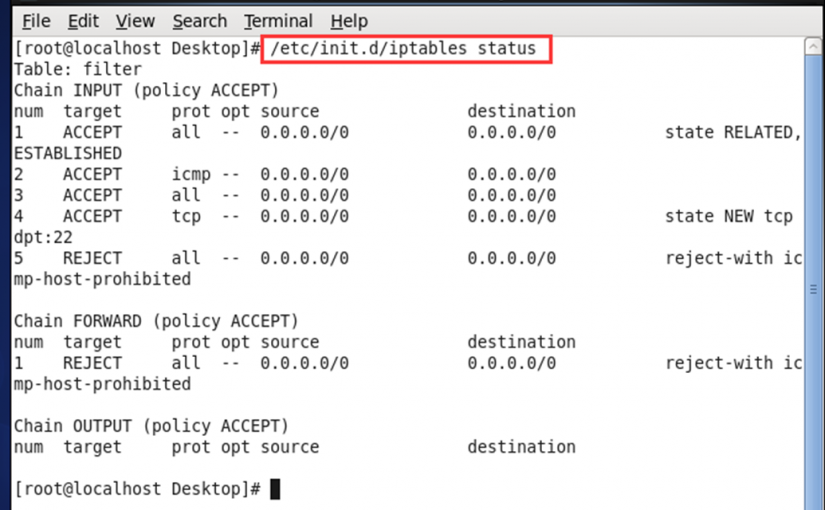 File Edit View Search Terminal Help
[root@localhost Desktop]# /etc/init.d/iptables status
Table: filter
Chain INPUT (policy ACCEPT)
num  target     prot opt source               destination
1    ACCEPT     all  --  0.0.0.0/0            0.0.0.0/0           state RELATED,
ESTABLISHED
2    ACCEPT     icmp --  0.0.0.0/0            0.0.0.0/0
3    ACCEPT     all  --  0.0.0.0/0            0.0.0.0/0
4    ACCEPT     tcp  --  0.0.0.0/0            0.0.0.0/0           state NEW tcp
dpt:22
5    REJECT     all  --  0.0.0.0/0            0.0.0.0/0           reject-with ic
mp-host-prohibited
Chain FORWARD (policy ACCEPT)
num  target     prot opt source               destination
1    REJECT     all  --  0.0.0.0/0            0.0.0.0/0           reject-with ic
mp-host-prohibited
Chain OUTPUT (policy ACCEPT)
num  target     prot opt source               destination
[root@localhost Desktop]#